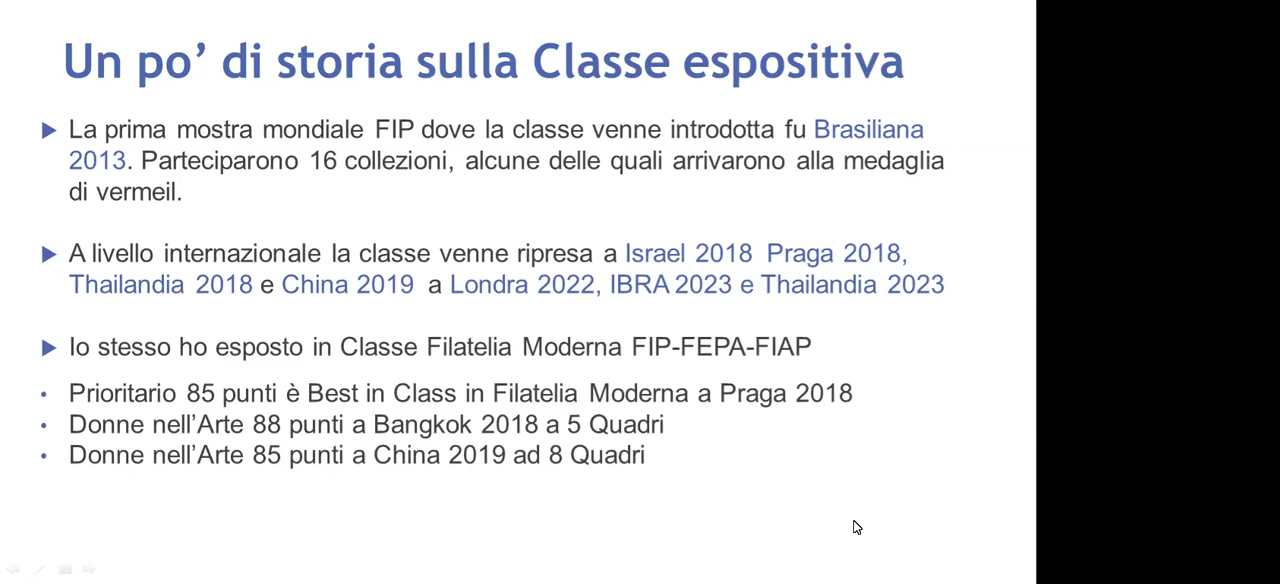 Un po’ di storia sulla Classe espositiva
La prima mostra mondiale FIP dove la classe venne introdotta fu Brasiliana
2013. Parteciparono 16 collezioni, alcune delle quali arrivarono alla medaglia
di vermeil.
A livello internazionale la classe venne ripresa a Israel 2018 Praga 2018,
Thailandia 2018 e China 2019 a Londra 2022, IBRA 2023 e Thailandia 2023
Io stesso ho esposto in Classe Filatelia Moderna FIP-FEPA-FIAP
Prioritario 85 punti è Best in Class in Filatelia Moderna a Praga 2018
Donne nell’Arte 88 punti a Bangkok 2018 a 5 Quadri
Donne nell’Arte 85 punti a China 2019 ad 8 Quadri